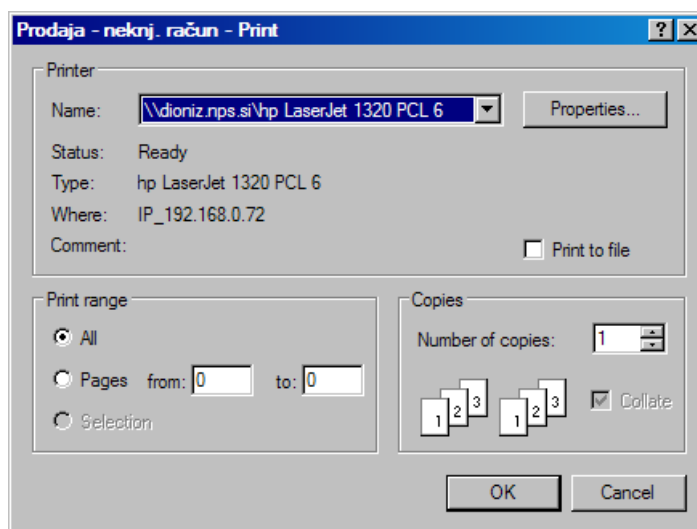 Prodaja - neknj. račun - Print
Printer
Name: \\dioniz.nps.si\hp LaserJet 1320 PCL 6 Properties...
Status: Ready
Type: hp LaserJet 1320 PCL 6
Where: IP_192.168.0.72
Comment: Print to file
Print range
All
Pages from: 0 to: 0
Selection
Copies
Number of copies: 1
1 2 3 1 2 3 Collate
OK Cancel